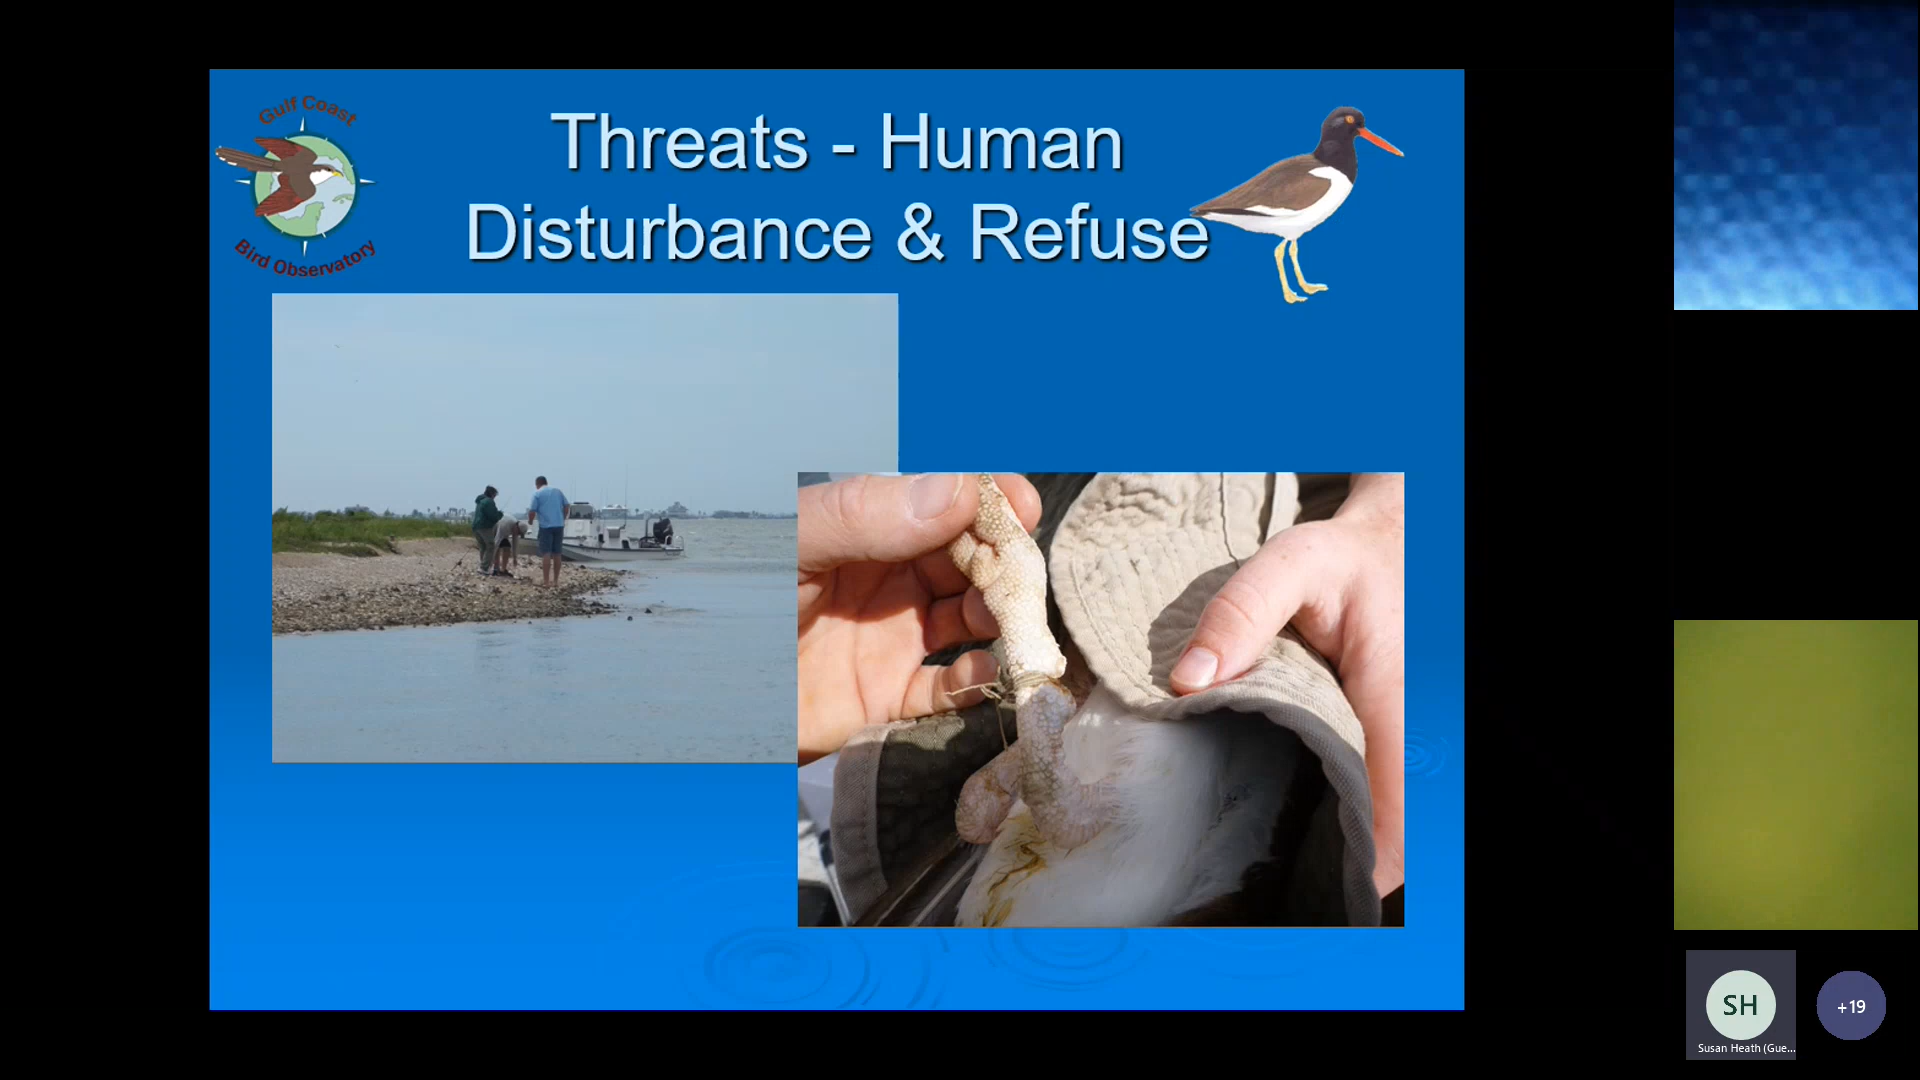 Gulf Coast
Bird Observatory
Threats - Human
Disturbance & Refuse
SH
Susan Heath (Gue...
+19